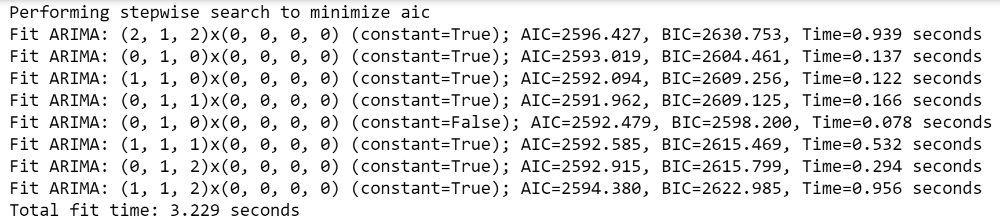 Performing stepwise search to minimize aic
Fit ARIMA: (2, 1, 2)x(0, 0, 0, 0) (constant=True); AIC=2596.427, BIC=2630.753, Time=0.939 seconds
Fit ARIMA: (0, 1, 0)x(0, 0, 0, 0) (constant=True); AIC=2593.019, BIC=2604.461, Time=0.137 seconds
Fit ARIMA: (1, 1, 0)x(0, 0, 0, 0) (constant=True); AIC=2592.094, BIC=2609.256, Time=0.122 seconds
Fit ARIMA: (0, 1, 1)x(0, 0, 0, 0) (constant=True); AIC=2591.962, BIC=2609.125, Time=0.166 seconds
Fit ARIMA: (0, 1, 0)x(0, 0, 0, 0) (constant=False); AIC=2592.479, BIC=2598.200, Time=0.078 seconds
Fit ARIMA: (1, 1, 1)x(0, 0, 0, 0) (constant=True); AIC=2592.585, BIC=2615.469, Time=0.532 seconds
Fit ARIMA: (0, 1, 2)x(0, 0, 0, 0) (constant=True); AIC=2592.915, BIC=2615.799, Time=0.294 seconds
Fit ARIMA: (1, 1, 2)x(0, 0, 0, 0) (constant=True); AIC=2594.380, BIC=2622.985, Time=0.956 seconds
Total fit time: 3.229 seconds